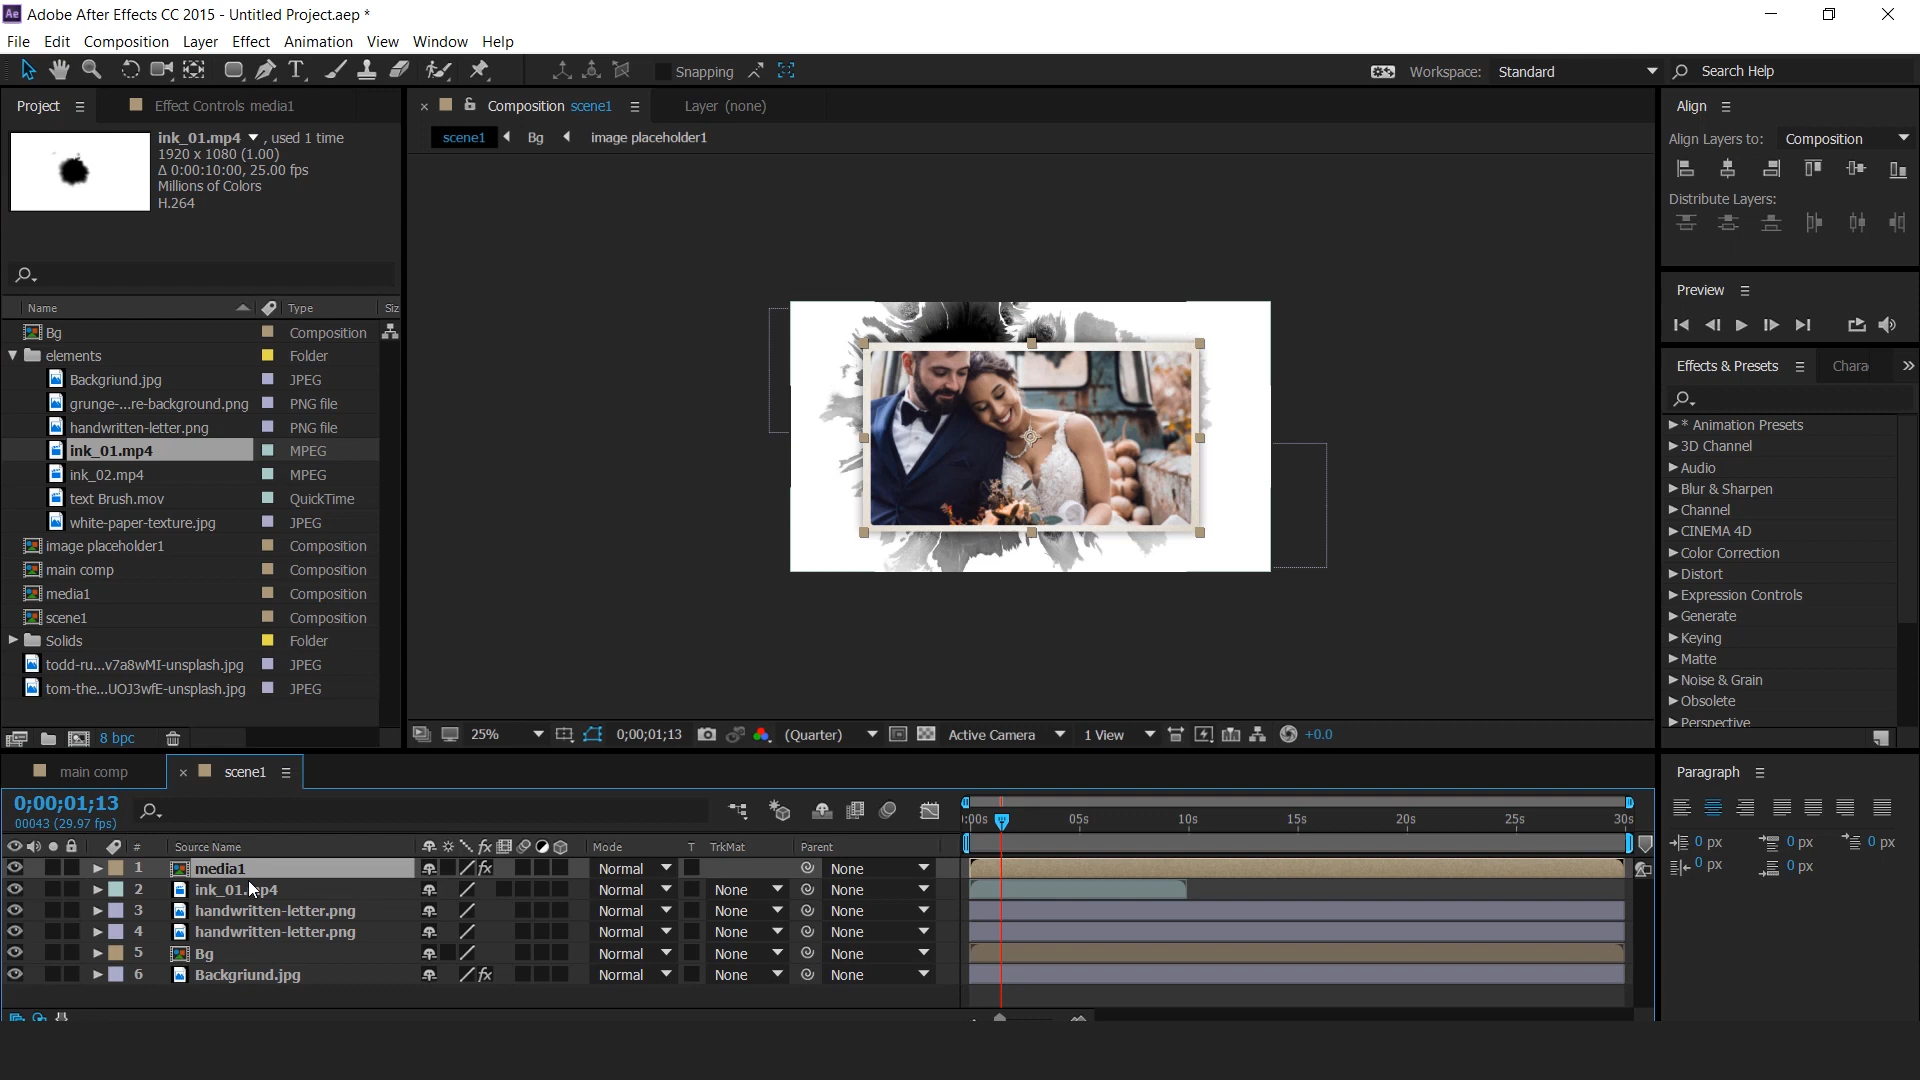 Adobe After Effects CC 2015 - Untitled Project.aep *
File Edit Composition Layer Effect Animation View Window Help
Snapping
Workspace: Standard
Search Help
Project
Effect Controls media1
ink_01.mp4 , used 1 time
1920 x 1080 (1.00)
Δ 0:00:10:00, 25.00 fps
Millions of Colors
H.264
Name Type Siz
Bg Composition
elements Folder
Backgriund.jpg JPEG
grunge-...re-background.png PNG file
handwritten-letter.png PNG file
ink_01.mp4 MPEG
ink_02.mp4 MPEG
text Brush.mov QuickTime
white-paper-texture.jpg JPEG
image placeholder1 Composition
main comp Composition
media1 Composition
scene1 Composition
Solids Folder
todd-ru...v7a8wMI-unsplash.jpg JPEG
tom-the...UOJ3wfE-unsplash.jpg JPEG
8 bpc
× Composition scene1
Layer (none)
scene1 Bg image placeholder1
25% 0;00;01;13 (Quarter) Active Camera 1 View +0.0
Align
Align Layers to: Composition
Distribute Layers:
Preview
Effects & Presets
Chara
* Animation Presets
3D Channel
Audio
Blur & Sharpen
Channel
CINEMA 4D
Color Correction
Distort
Expression Controls
Generate
Keying
Matte
Noise & Grain
Obsolete
Perspective
Paragraph
0 px 0 px 0 px
0 px 0 px
main comp
× scene1
0;00;01;13
00043 (29.97 fps)
:00s 05s 10s 15s 20s 25s 30s
# Source Name fx Mode T TrkMat Parent
1 media1 fx Normal None
2 ink_01.mp4 Normal None None
3 handwritten-letter.png Normal None None
4 handwritten-letter.png Normal None None
5 Bg Normal None None
6 Backgriund.jpg fx Normal None None